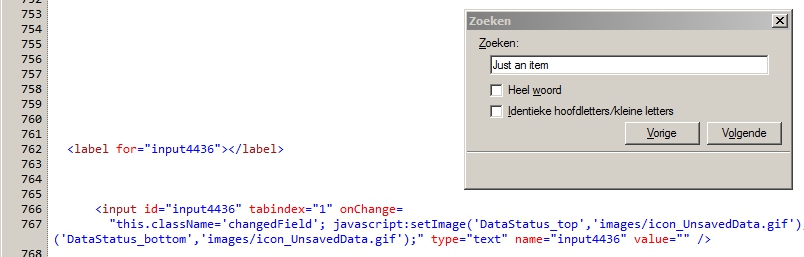 752
753
754
755
756
757
758
759
760
761
762 <label for="input4436"></label>
763
764
765
766 <input id="input4436" tabindex="1" onChange=
767 "this.className='changedField'; javascript:setImage('DataStatus_top','images/icon_UnsavedData.gif')
('DataStatus_bottom','images/icon_UnsavedData.gif');" type="text" name="input4436" value="" />
768
Zoeken
Zoeken:
Just an item
Heel woord
Identieke hoofdletters/kleine letters
Vorige Volgende